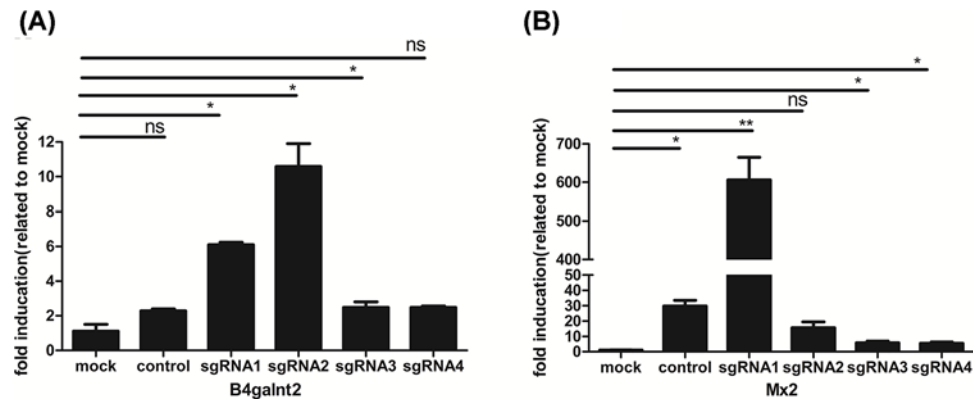 (A)
ns
*
*
*
ns
fold inducation(related to mock)
12
10
8
6
4
2
0
mock control sgRNA1 sgRNA2 sgRNA3 sgRNA4
B4galnt2
(B)
*
*
ns
**
*
fold inducation(related to mock)
700
600
500
400
50
40
30
20
10
0
mock control sgRNA1 sgRNA2 sgRNA3 sgRNA4
Mx2